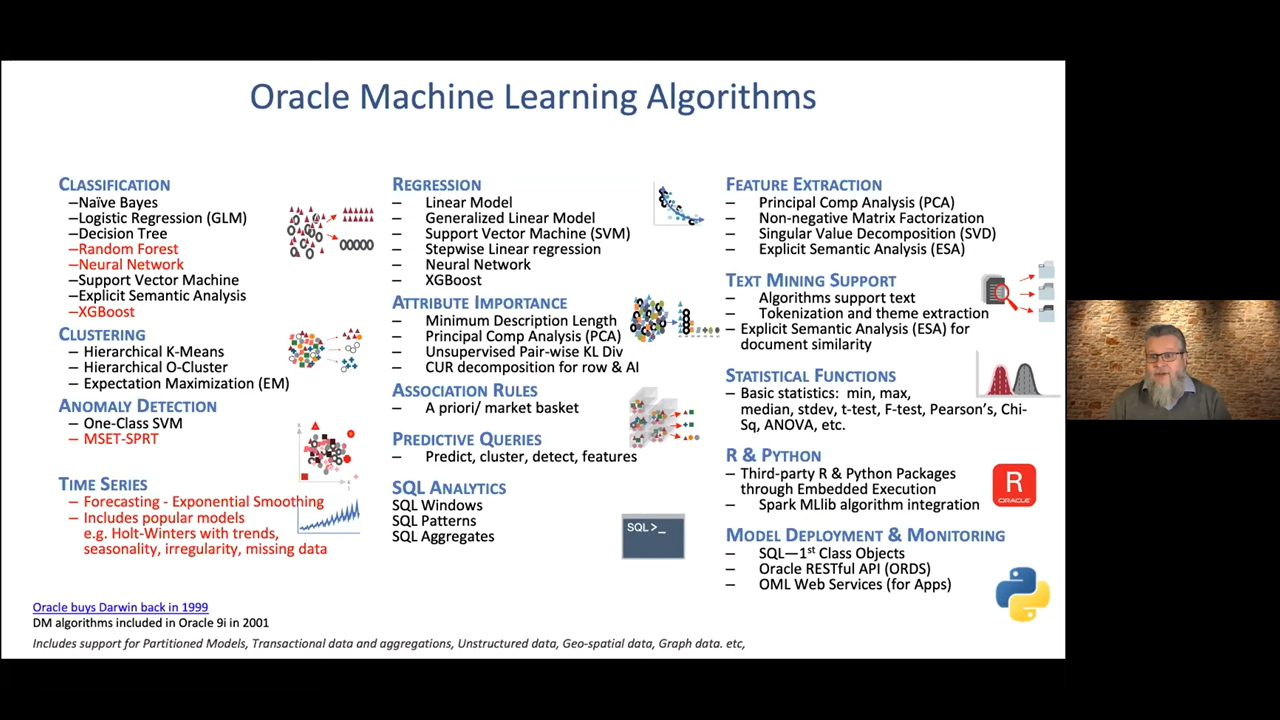 Oracle Machine Learning Algorithms
CLASSIFICATION
–Naïve Bayes
–Logistic Regression (GLM)
–Decision Tree
–Random Forest
–Neural Network
–Support Vector Machine
–Explicit Semantic Analysis
–XGBoost
CLUSTERING
– Hierarchical K-Means
– Hierarchical O-Cluster
– Expectation Maximization (EM)
ANOMALY DETECTION
– One-Class SVM
– MSET-SPRT
TIME SERIES
– Forecasting - Exponential Smoothing
– Includes popular models
e.g. Holt-Winters with trends,
seasonality, irregularity, missing data
REGRESSION
– Linear Model
– Generalized Linear Model
– Support Vector Machine (SVM)
– Stepwise Linear regression
– Neural Network
– XGBoost
ATTRIBUTE IMPORTANCE
– Minimum Description Length
– Principal Comp Analysis (PCA)
– Unsupervised Pair-wise KL Div
– CUR decomposition for row & AI
ASSOCIATION RULES
– A priori/ market basket
PREDICTIVE QUERIES
– Predict, cluster, detect, features
SQL ANALYTICS
SQL Windows
SQL Patterns
SQL Aggregates
SQL >_
FEATURE EXTRACTION
– Principal Comp Analysis (PCA)
– Non-negative Matrix Factorization
– Singular Value Decomposition (SVD)
– Explicit Semantic Analysis (ESA)
TEXT MINING SUPPORT
– Algorithms support text
– Tokenization and theme extraction
– Explicit Semantic Analysis (ESA) for
document similarity
STATISTICAL FUNCTIONS
– Basic statistics: min, max,
median, stdev, t-test, F-test, Pearson's, Chi-
Sq, ANOVA, etc.
R & PYTHON
– Third-party R & Python Packages
through Embedded Execution
– Spark MLlib algorithm integration
R
ORACLE
MODEL DEPLOYMENT & MONITORING
– SQL—1st Class Objects
– Oracle RESTful API (ORDS)
– OML Web Services (for Apps)
Oracle buys Darwin back in 1999
DM algorithms included in Oracle 9i in 2001
Includes support for Partitioned Models, Transactional data and aggregations, Unstructured data, Geo-spatial data, Graph data. etc,